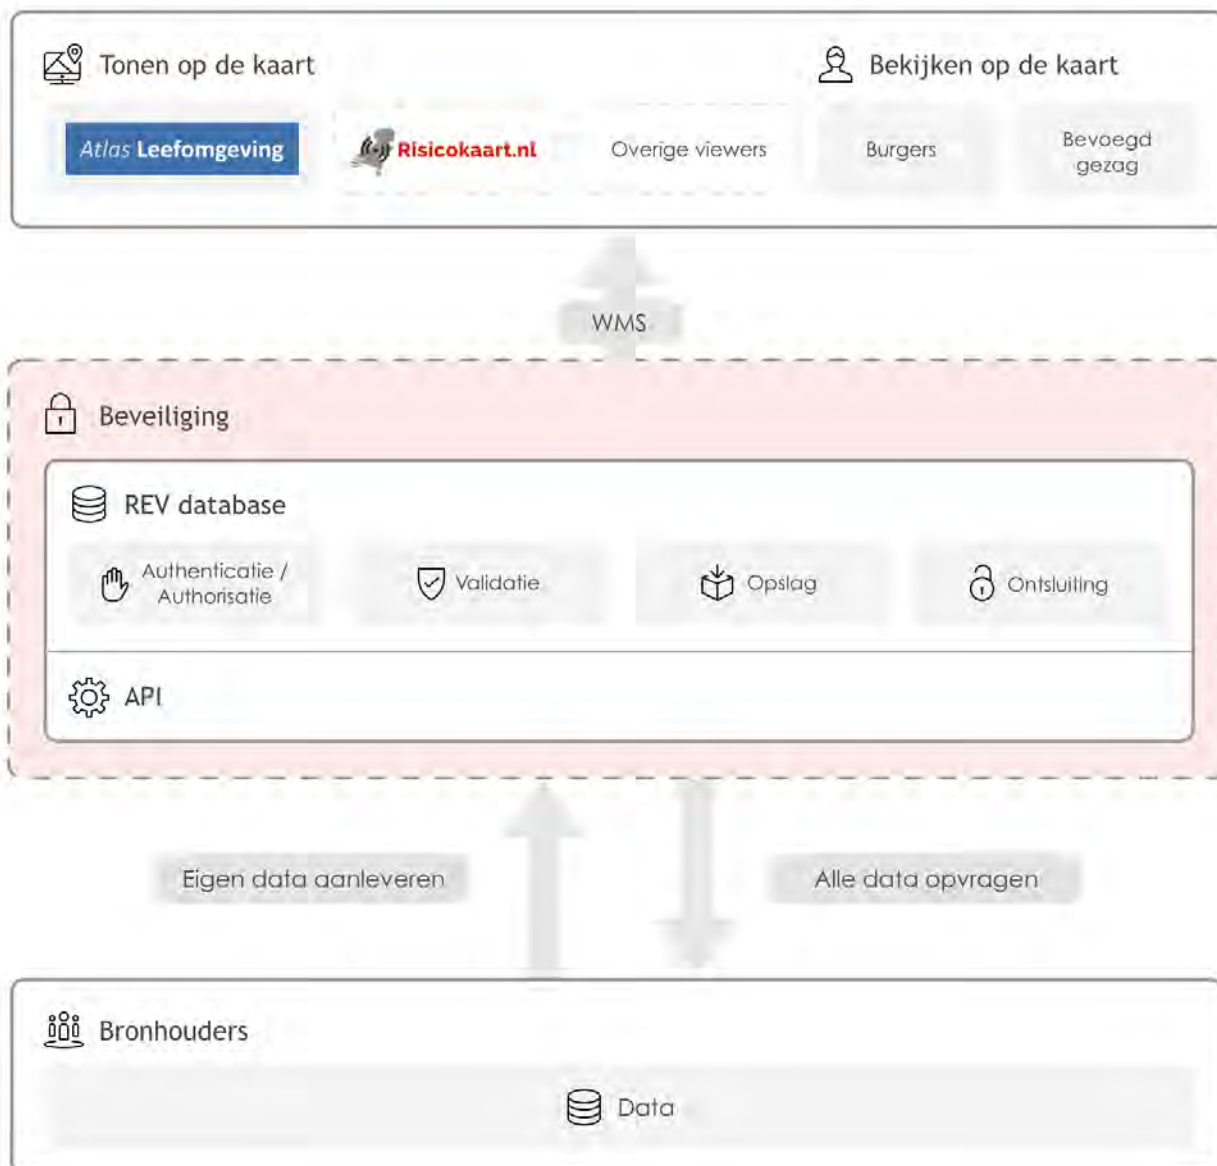 Tonen op de kaart
Bekijken op de kaart
Atlas Leefomgeving
Risicokaart.nl
Overige viewers
Burgers
Bevoegd
gezag
WMS
Beveiliging
REV database
Authenticatie /
Authorisatie
Validatie
Opslag
Ontsluiting
API
Eigen data aanleveren
Alle data opvragen
Bronhouders
Data